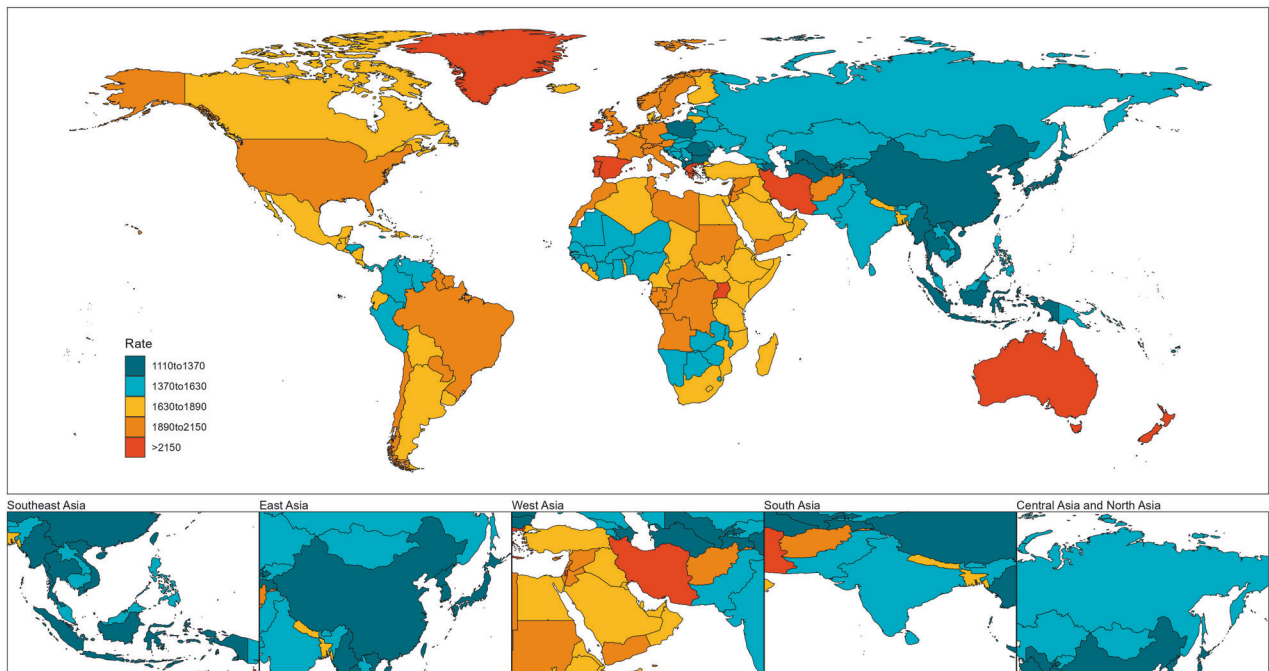 Rate
1110to1370
1370to1630
1630to1890
1890to2150
>2150
Southeast Asia
East Asia
West Asia
South Asia
Central Asia and North Asia